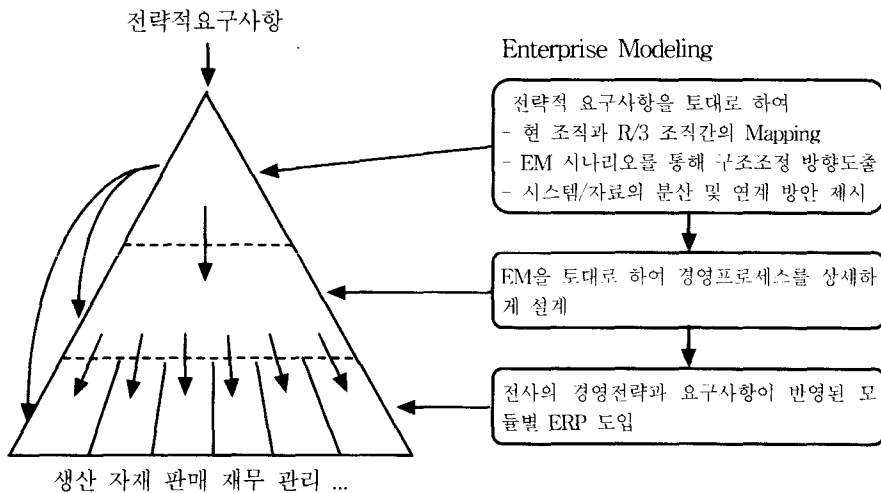 전략적요구사항
Enterprise Modeling
전략적 요구사항을 토대로 하여
- 현 조직과 R/3 조직간의 Mapping
- EM 시나리오를 통해 구조조정 방향도출
- 시스템/자료의 분산 및 연계 방안 제시
EM을 토대로 하여 경영프로세스를 상세하
게 설계
전사의 경영전략과 요구사항이 반영된 모
듈별 ERP 도입
생산 자재 판매 재무 관리 ...